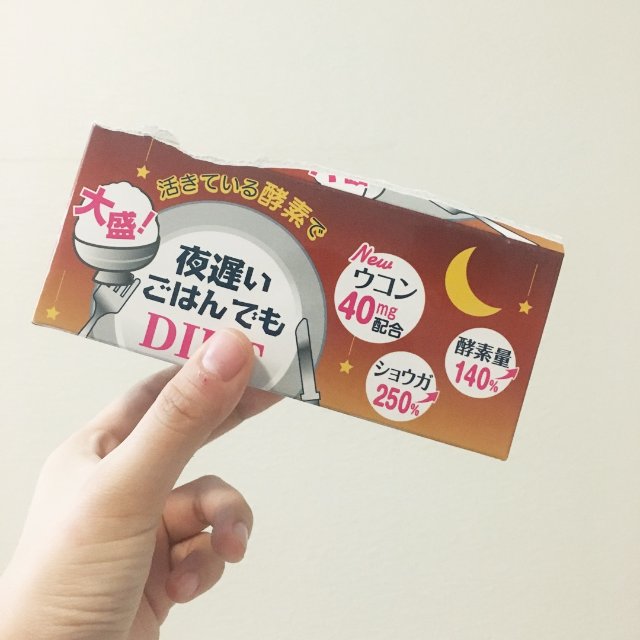 活きている酵素で
大盛!
夜遅い
ごはんでも
New
ウコン
40mg
配合
ショウガ
250%
酵素量
140%